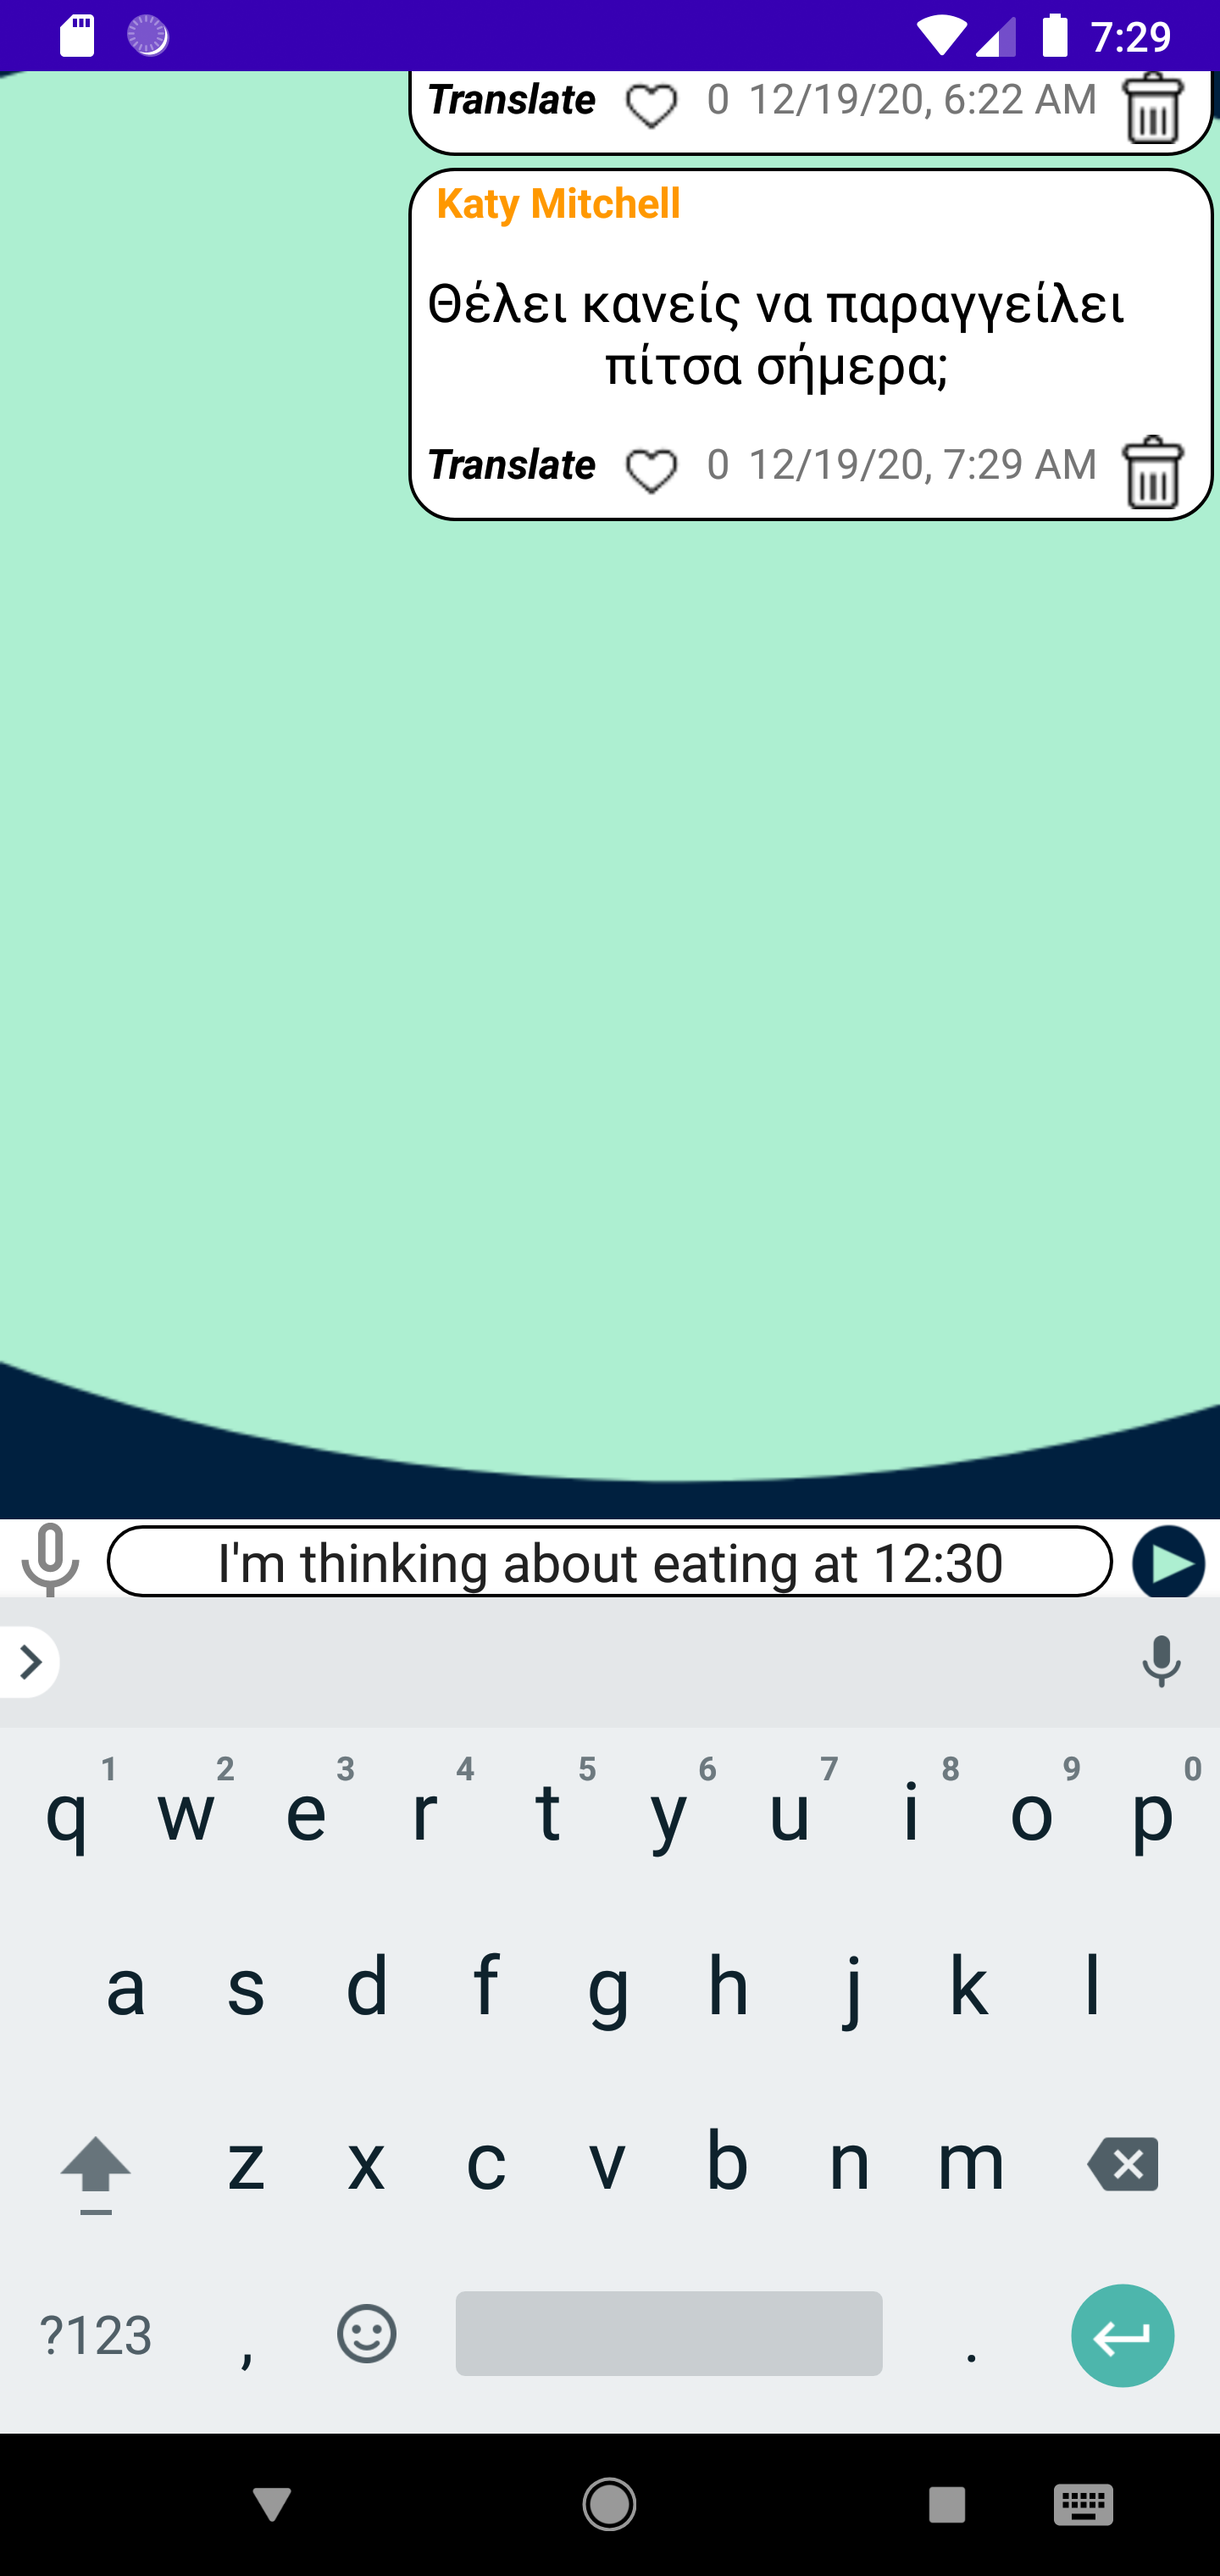 7:29
Translate 0 12/19/20, 6:22 AM
Katy Mitchell
Θέλει κανείς να παραγγείλει
πίτσα σήμερα;
Translate 0 12/19/20, 7:29 AM
I'm thinking about eating at 12:30
1 2 3 4 5 6 7 8 9 0
q w e r t y u i o p
a s d f g h j k l
z x c v b n m
?123 , .